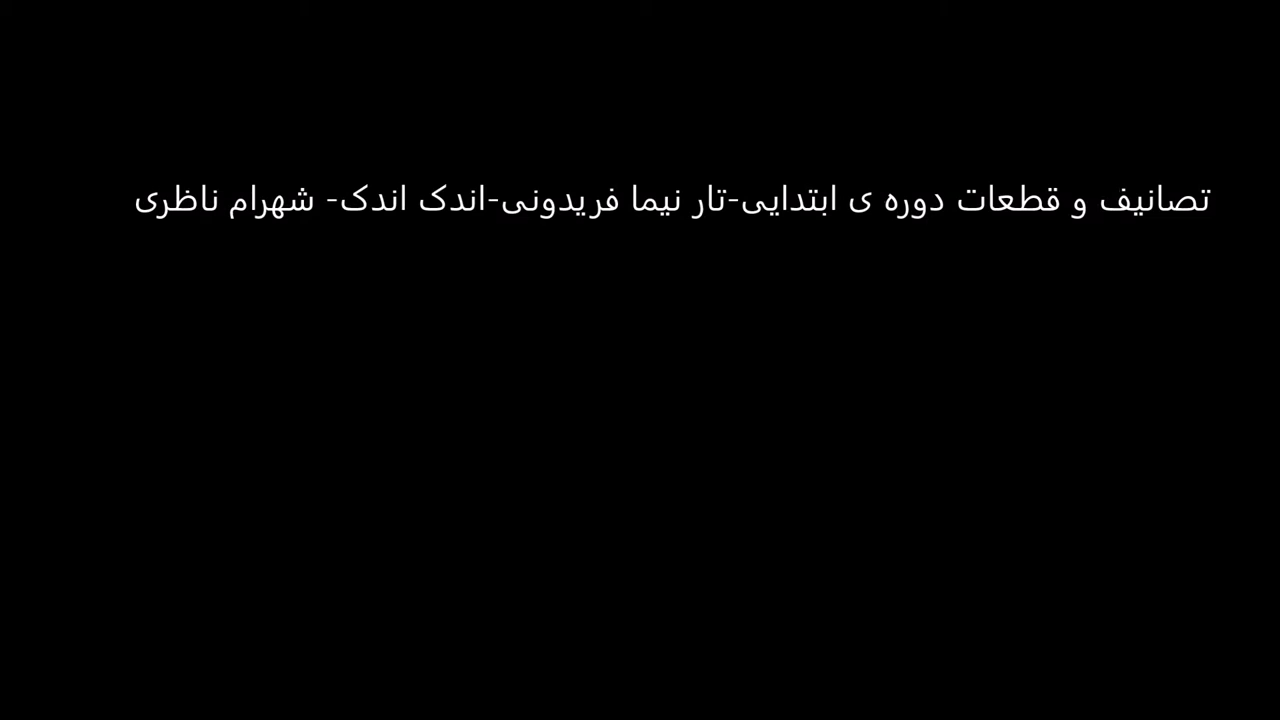 تصانیف و قطعات دوره ی ابتدایی-تار نیما فریدونی-اندک اندک- شهرام ناظری